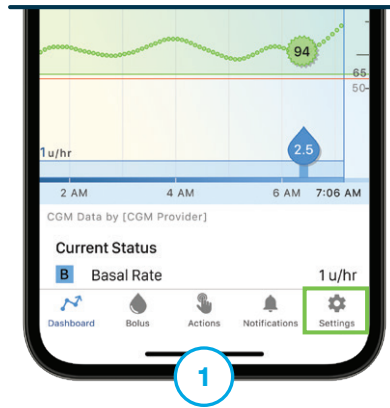 94
65
50
1 u/hr
2.5
2 AM 4 AM 6 AM 7:06 AM
CGM Data by [CGM Provider]
Current Status
B Basal Rate 1 u/hr
Dashboard Bolus Actions Notifications Settings
1